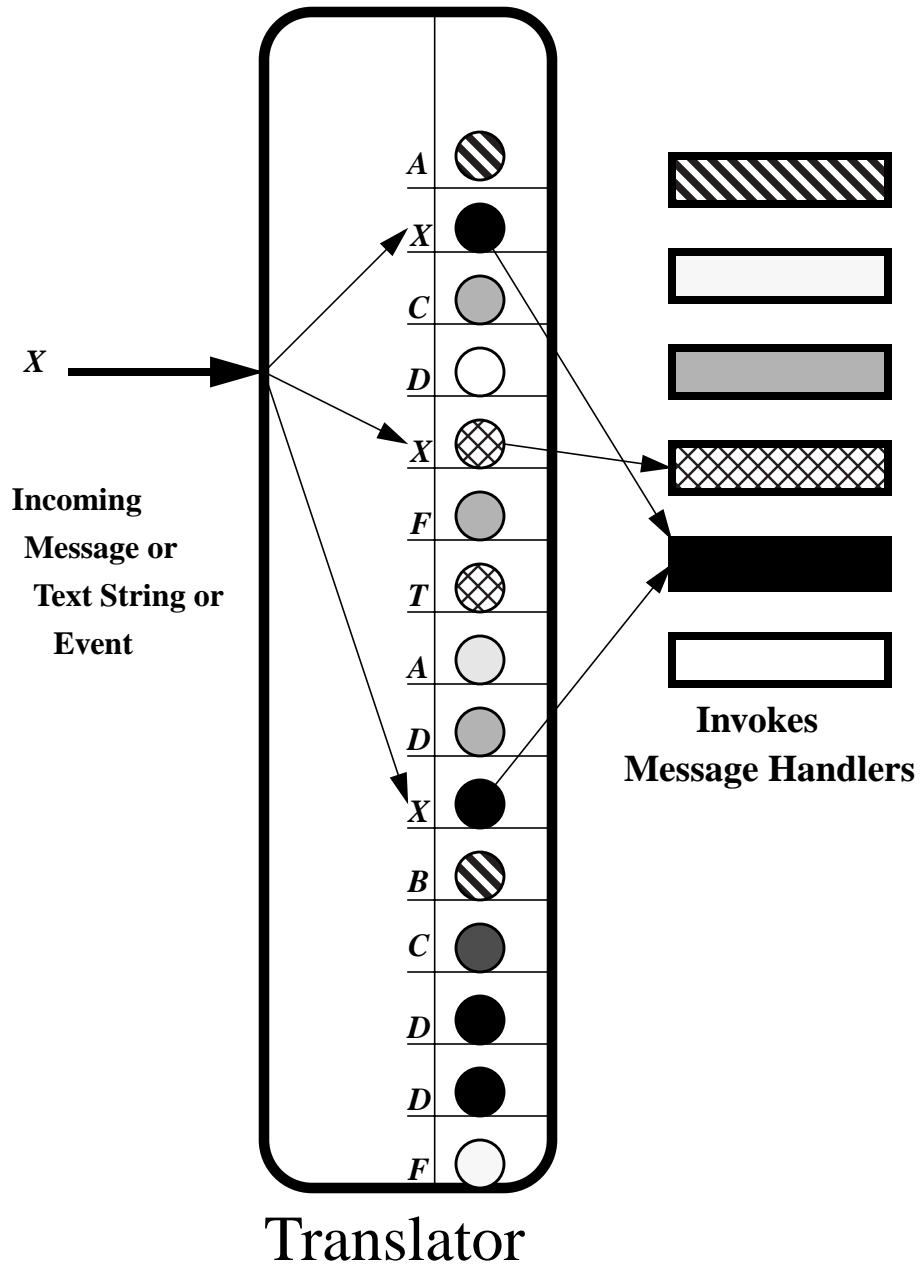 A
X
C
D
X
F
T
A
D
X
B
C
D
D
F
X
Incoming
Message or
Text String or
Event
Invokes
Message Handlers
Translator